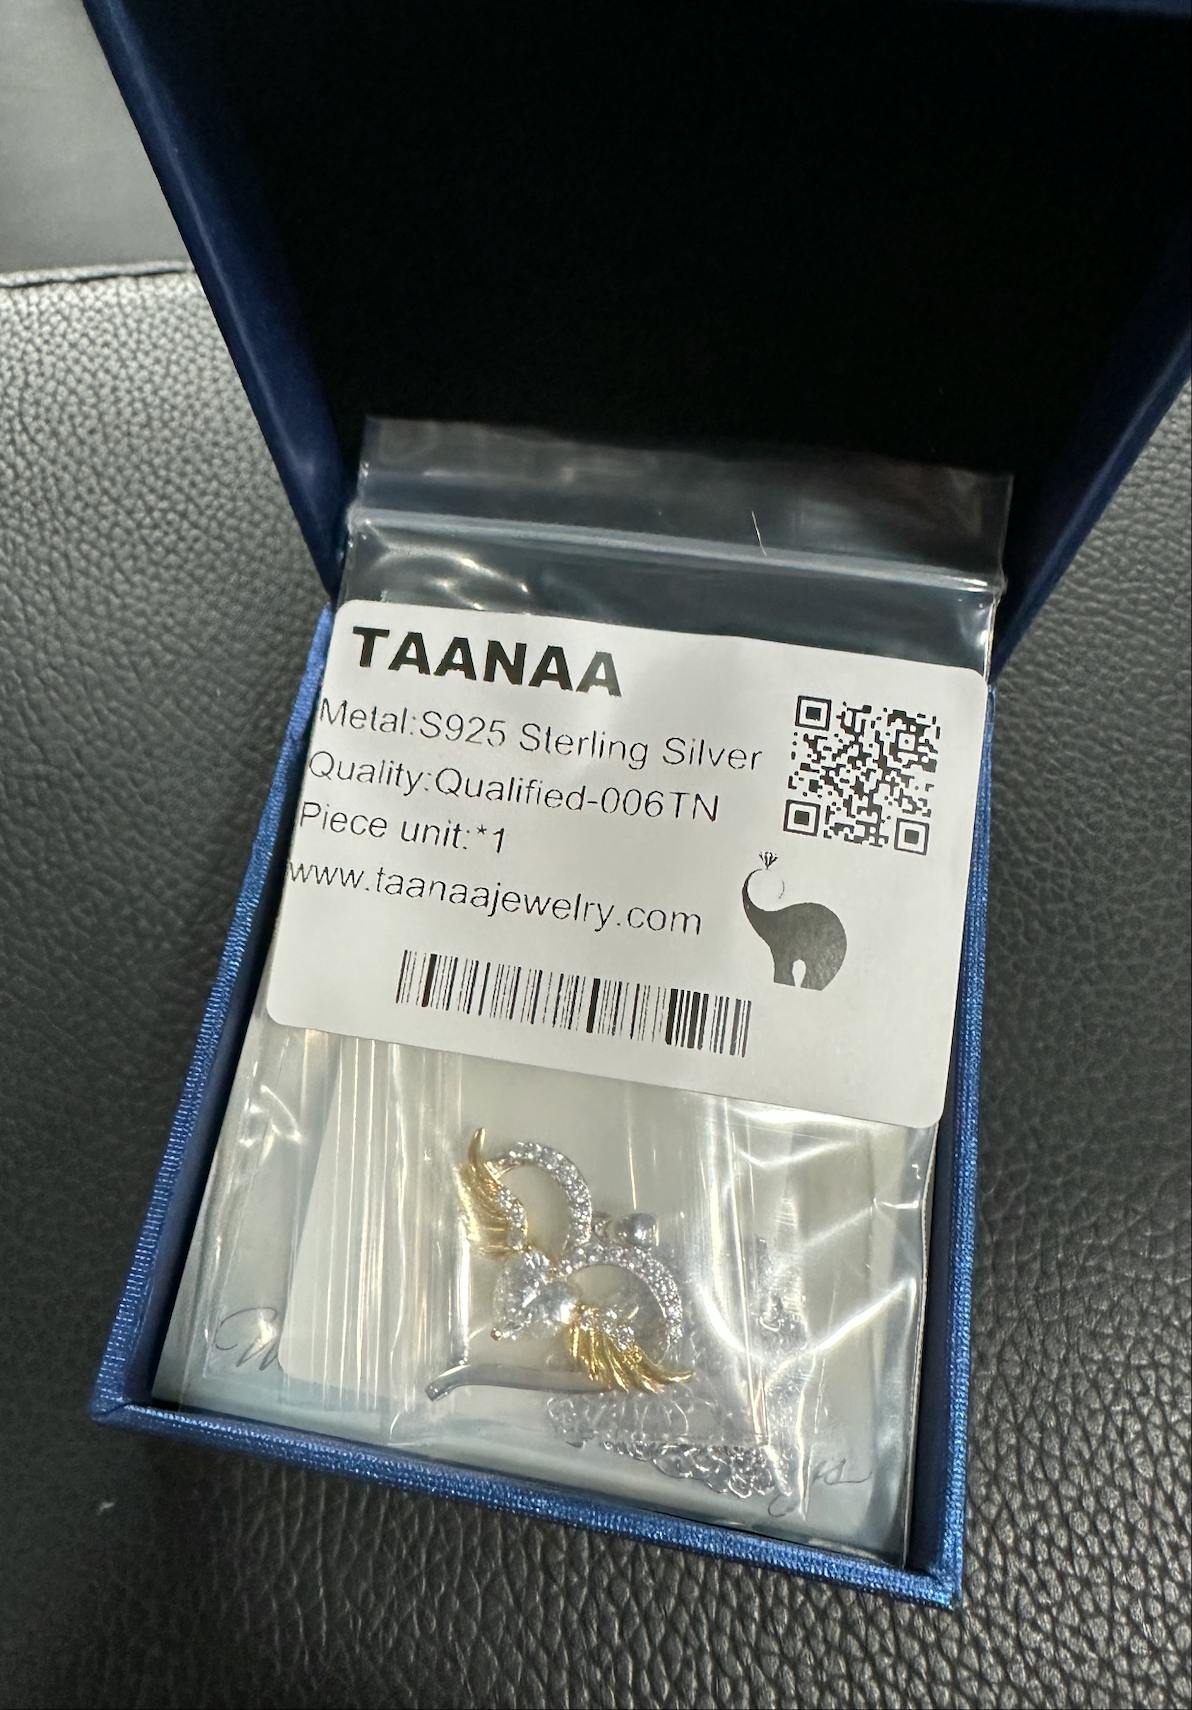 TAANAA
Metal:S925 Sterling Silver
Quality:Qualified-006TN
Piece unit:*1
www.taanaajewelry.com